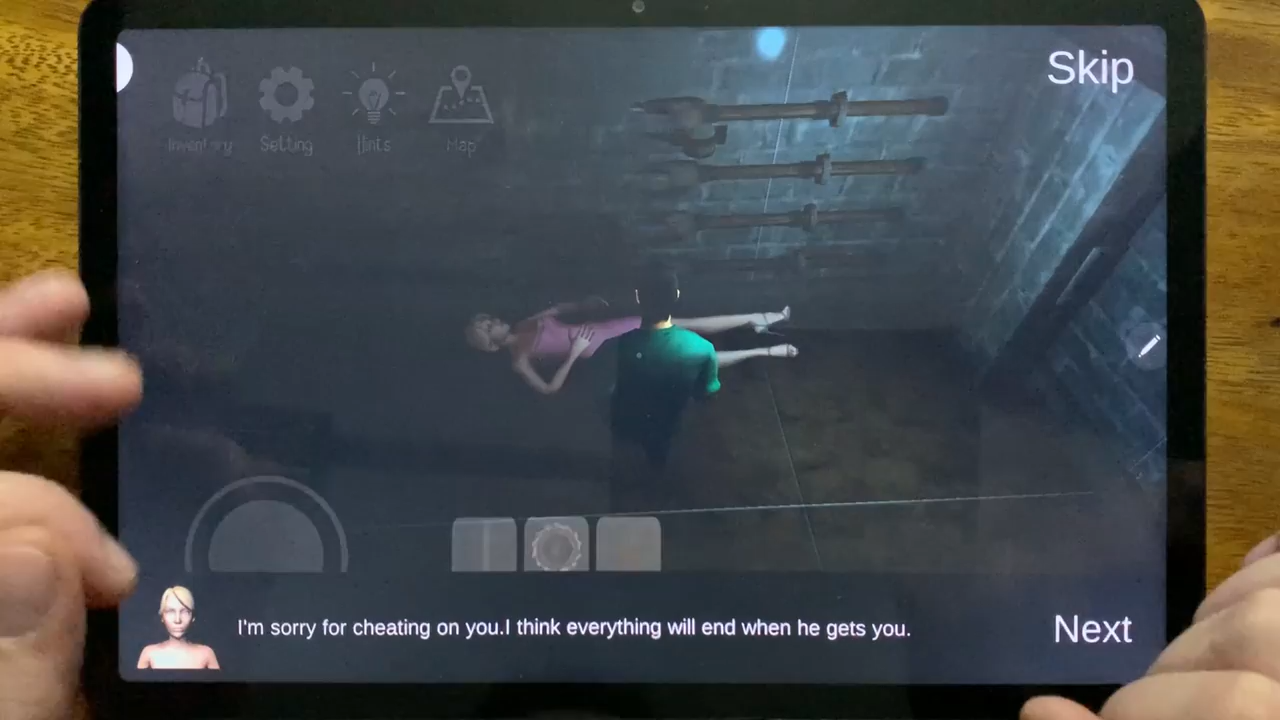 Skip
Inventory
Setting
Hints
Map
I'm sorry for cheating on you.I think everything will end when he gets you.
Next